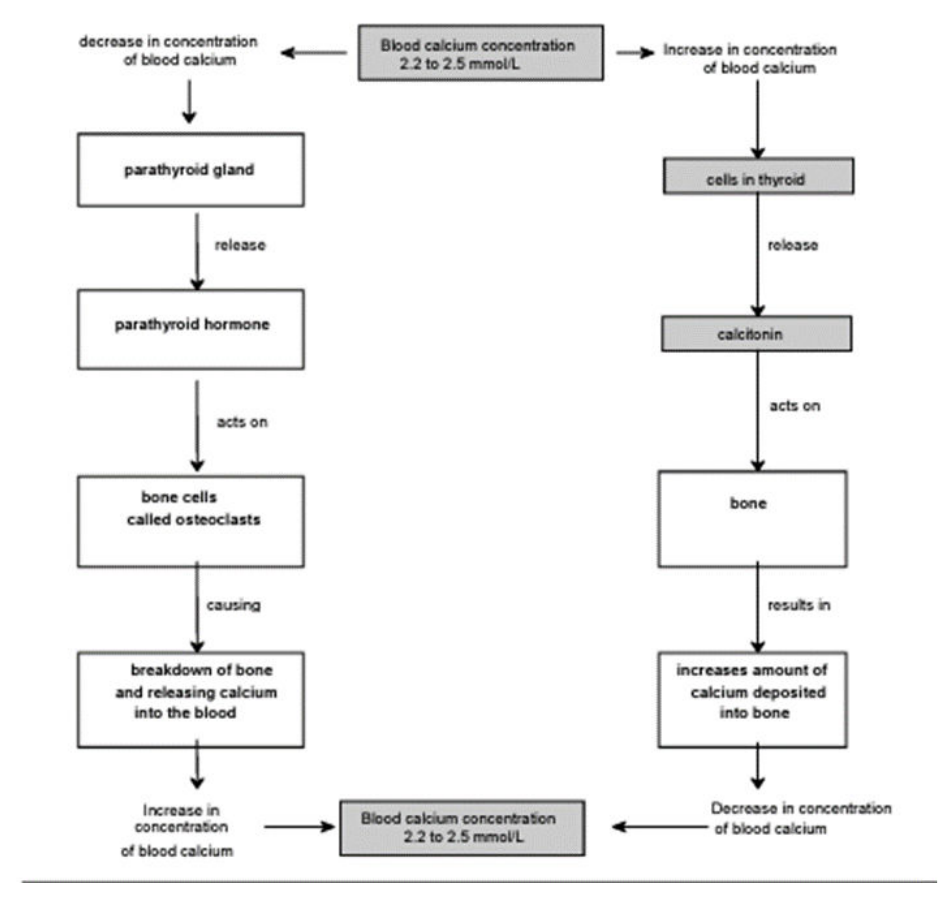 Blood calcium concentration
2.2 to 2.5 mmol/L
decrease in concentration
of blood calcium
parathyroid gland
release
parathyroid hormone
acts on
bone cells
called osteoclasts
causing
breakdown of bone
and releasing calcium
into the blood
Increase in
concentration
of blood calcium
Increase in concentration
of blood calcium
cells in thyroid
release
calcitonin
acts on
bone
results in
increases amount of
calcium deposited
into bone
Decrease in concentration
of blood calcium
Blood calcium concentration
2.2 to 2.5 mmol/L